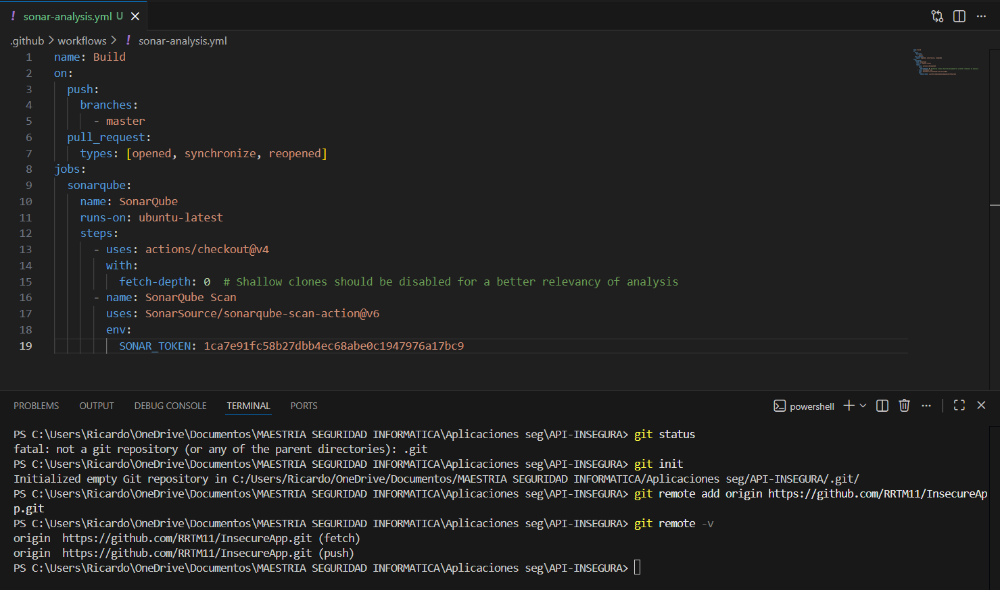 ! sonar-analysis.yml U
.github > workflows > ! sonar-analysis.yml
1 name: Build
2 on:
3 push:
4 branches:
5 - master
6 pull_request:
7 types: [opened, synchronize, reopened]
8 jobs:
9 sonarqube:
10 name: SonarQube
11 runs-on: ubuntu-latest
12 steps:
13 - uses: actions/checkout@v4
14 with:
15 fetch-depth: 0 # Shallow clones should be disabled for a better relevancy of analysis
16 - name: SonarQube Scan
17 uses: SonarSource/sonarqube-scan-action@v6
18 env:
19 SONAR_TOKEN: 1ca7e91fc58b27dbb4ec68abe0c1947976a17bc9
PROBLEMS OUTPUT DEBUG CONSOLE TERMINAL PORTS powershell
PS C:\Users\Ricardo\OneDrive\Documentos\MAESTRIA SEGURIDAD INFORMATICA\Aplicaciones seg\API-INSEGURA> git status
fatal: not a git repository (or any of the parent directories): .git
PS C:\Users\Ricardo\OneDrive\Documentos\MAESTRIA SEGURIDAD INFORMATICA\Aplicaciones seg\API-INSEGURA> git init
Initialized empty Git repository in C:/Users/Ricardo/OneDrive/Documentos/MAESTRIA SEGURIDAD INFORMATICA/Aplicaciones seg/API-INSEGURA/.git/
PS C:\Users\Ricardo\OneDrive\Documentos\MAESTRIA SEGURIDAD INFORMATICA\Aplicaciones seg\API-INSEGURA> git remote add origin https://github.com/RRTM11/InsecureAp
p.git
PS C:\Users\Ricardo\OneDrive\Documentos\MAESTRIA SEGURIDAD INFORMATICA\Aplicaciones seg\API-INSEGURA> git remote -v
origin https://github.com/RRTM11/InsecureApp.git (fetch)
origin https://github.com/RRTM11/InsecureApp.git (push)
PS C:\Users\Ricardo\OneDrive\Documentos\MAESTRIA SEGURIDAD INFORMATICA\Aplicaciones seg\API-INSEGURA>